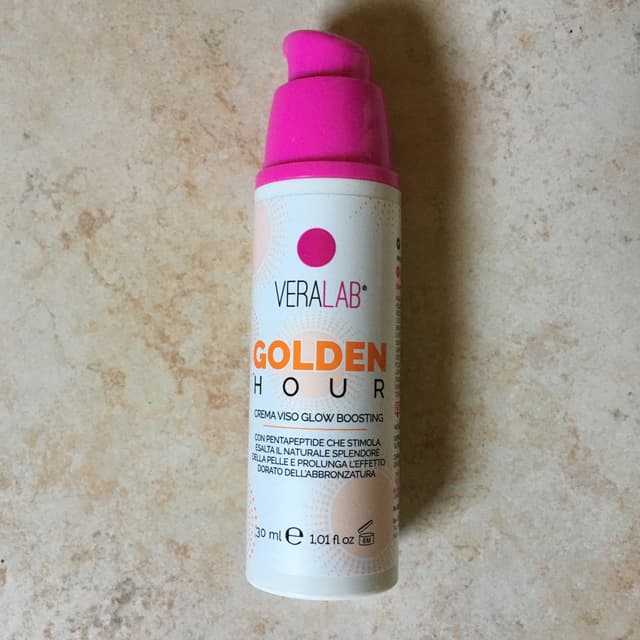 VERALAB®
GOLDEN
HOUR
CREMA VISO GLOW BOOSTING
CON PENTAPEPTIDE CHE STIMOLA,
ESALTA IL NATURALE SPLENDORE
DELLA PELLE E PROLUNGA L'EFFETTO
DORATO DELL'ABBRONZATURA
30 ml e 1.01 fl oz